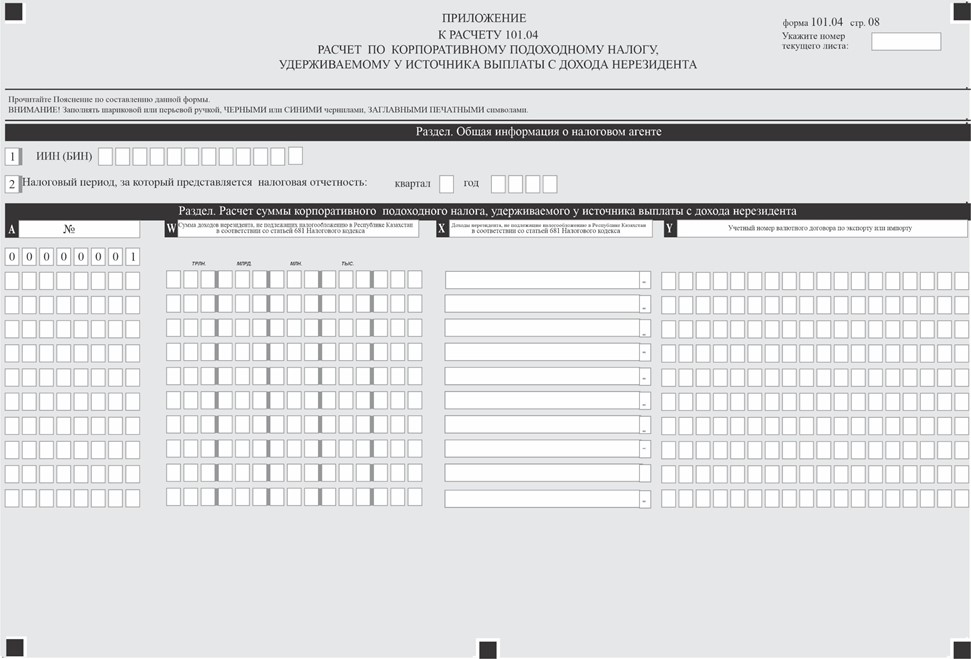 ПРИЛОЖЕНИЕ
К РАСЧЕТУ 101.04
РАСЧЕТ ПО КОРПОРАТИВНОМУ ПОДОХОДНОМУ НАЛОГУ,
УДЕРЖИВАЕМОМУ У ИСТОЧНИКА ВЫПЛАТЫ С ДОХОДА НЕРЕЗИДЕНТА
форма 101.04 стр. 08
Укажите номер
текущего листа:
Прочитайте Пояснение по составлению данной формы.
ВНИМАНИЕ! Заполнять шариковой или перьевой ручкой, ЧЕРНЫМИ или СИНИМИ чернилами, ЗАГЛАВНЫМИ ПЕЧАТНЫМИ символами.
Раздел. Общая информация о налоговом агенте
1 ИИН (БИН)
2 Налоговый период, за который представляется налоговая отчетность: квартал год
Раздел. Расчет суммы корпоративного подоходного налога, удерживаемого у источника выплаты с дохода нерезидента
A №
W Сумма доходов нерезидента, не подлежащих налогообложению в Республике Казахстан
в соответствии со статьей 681 Налогового кодекса
X Доходы нерезидента, не подлежащие налогообложению в Республике Казахстан
в соответствии со статьей 681 Налогового кодекса
Y Учетный номер валютного договора по экспорту или импорту
0 0 0 0 0 0 0 1
ТРЛН. МЛРД. МЛН. ТЫС.